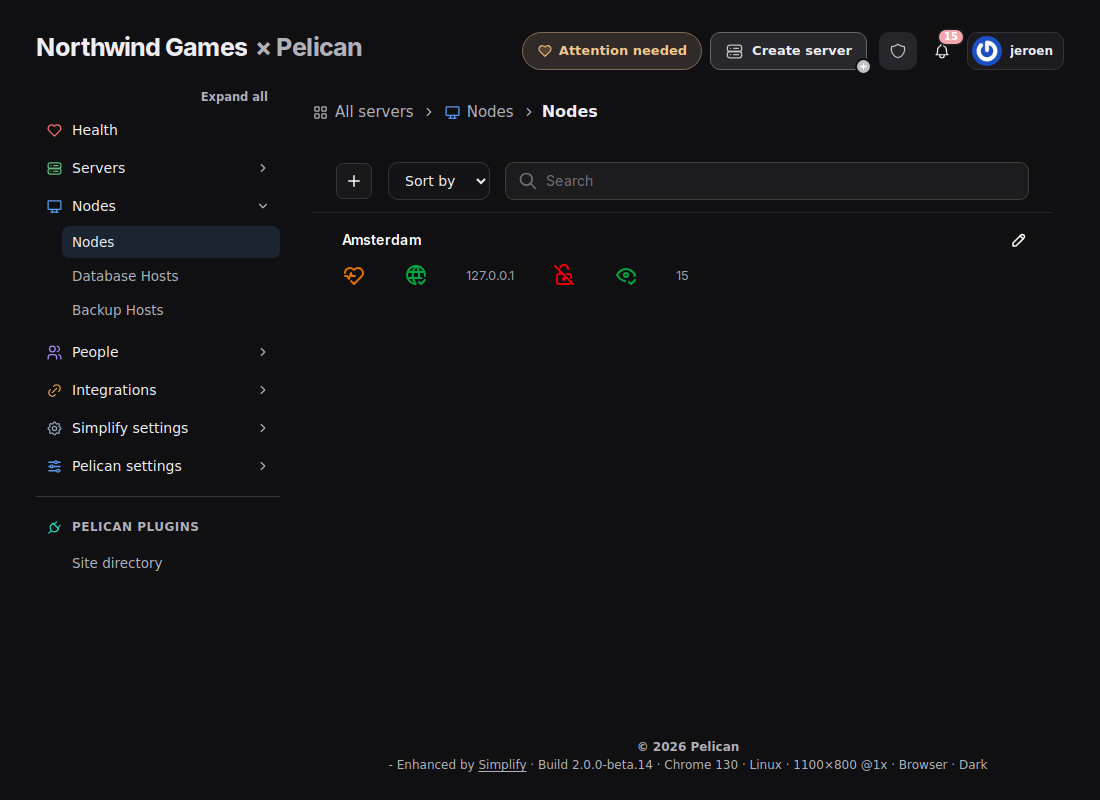 Northwind Games × Pelican
Attention needed
Create server
15
jeroen
Expand all
Health
Servers
Nodes
Nodes
Database Hosts
Backup Hosts
People
Integrations
Simplify settings
Pelican settings
PELICAN PLUGINS
Site directory
All servers > Nodes > Nodes
Sort by
Search
Amsterdam
127.0.0.1
15
© 2026 Pelican
- Enhanced by Simplify · Build 2.0.0-beta.14 · Chrome 130 · Linux · 1100×800 @1x · Browser · Dark